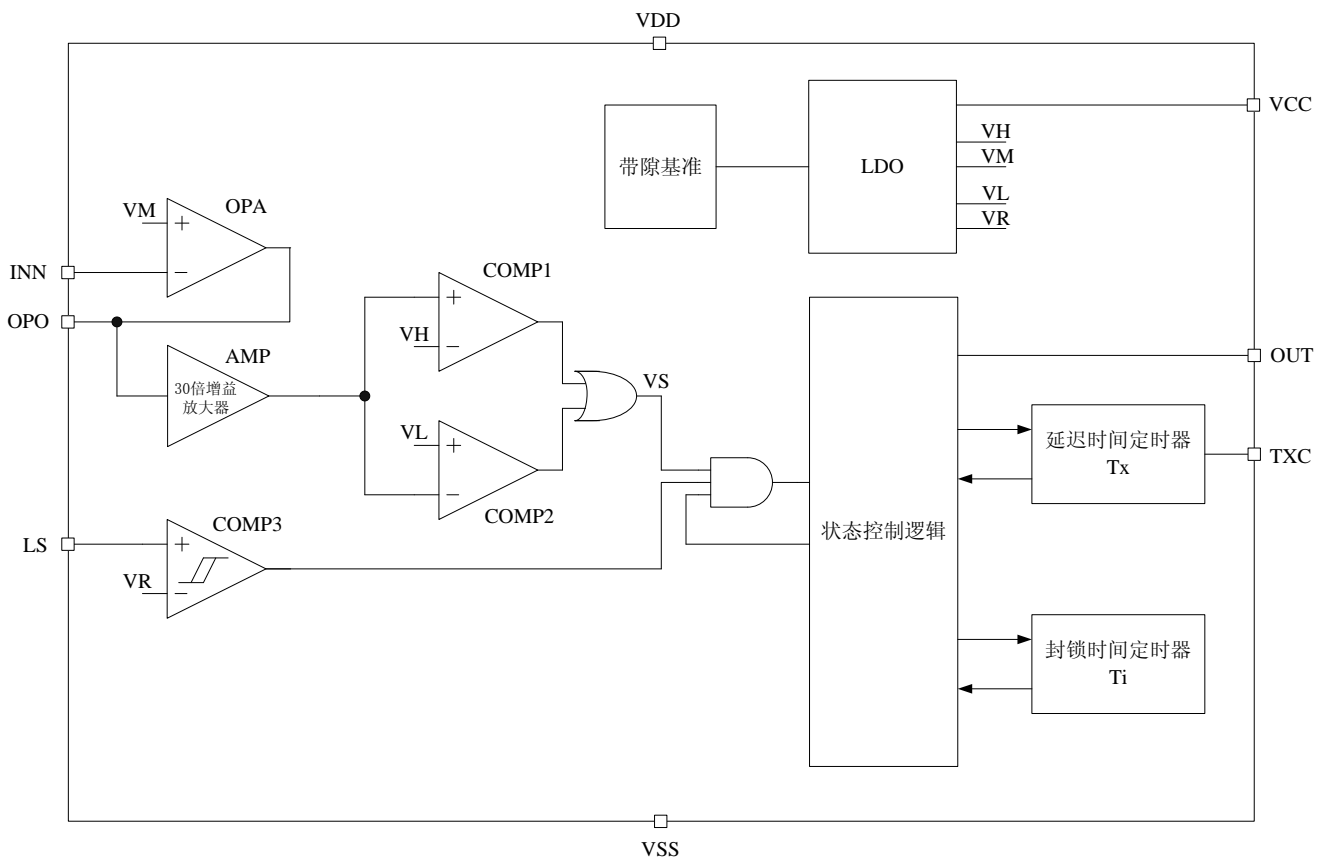 VDD
VCC
VH
带隙基准
LDO
VM
VL
VR
VM
OPA
+
INN
−
COMP1
OPO
+
VH
−
AMP
OUT
30倍增益
放大器
VS
VL
+
延迟时间定时器
Tx
TXC
−
COMP2
COMP3
状态控制逻辑
LS
+
VR
−
封锁时间定时器
Ti
VSS